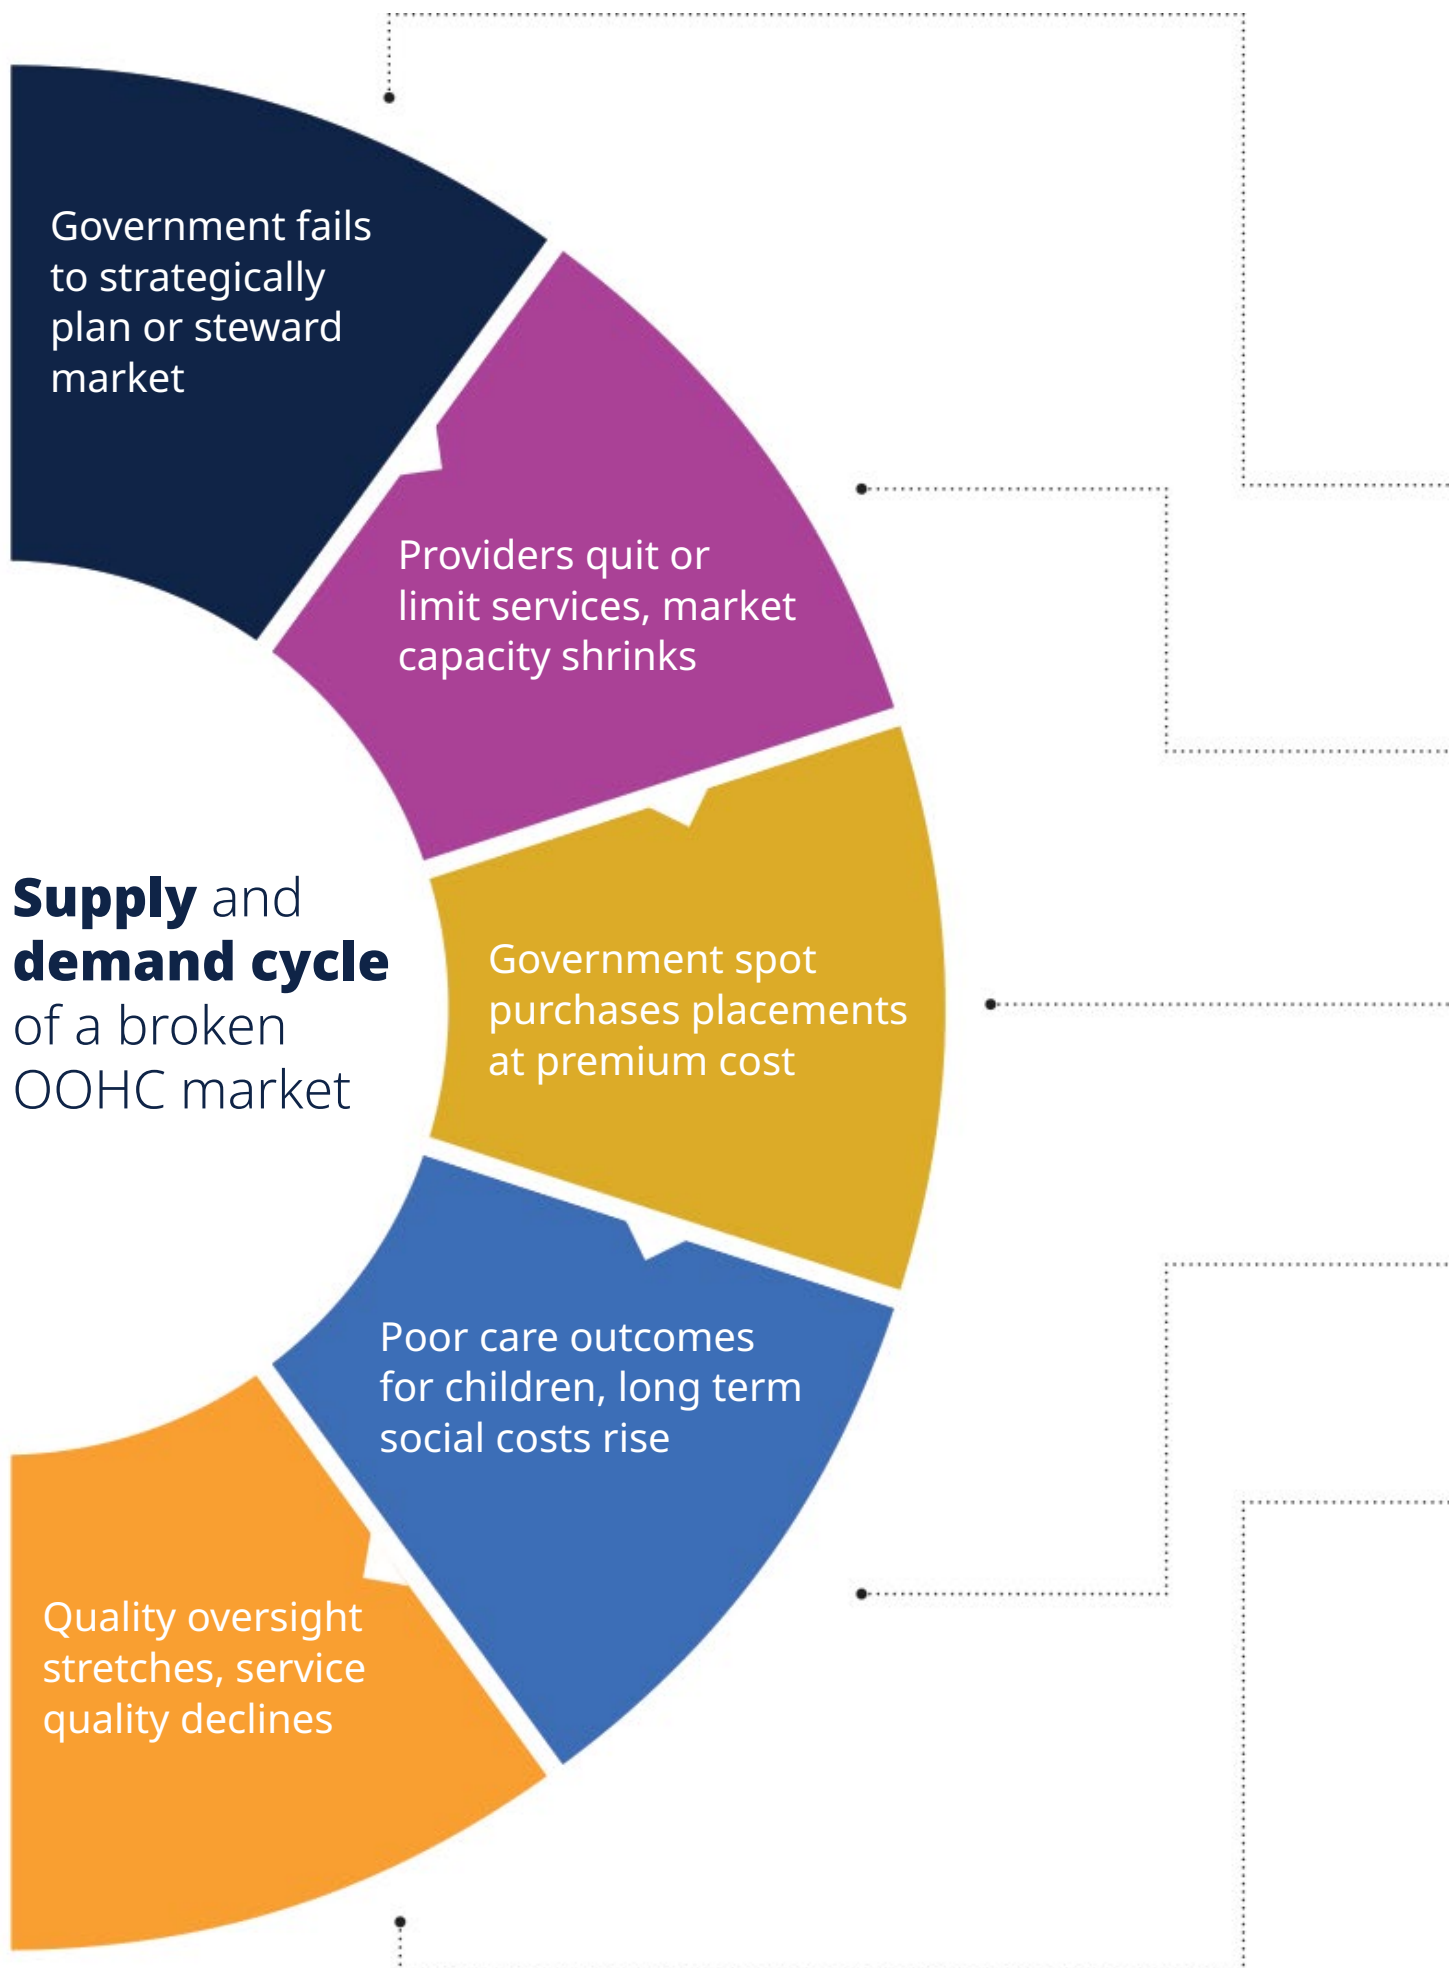 Government fails
to strategically
plan or steward
market
Providers quit or
limit services, market
capacity shrinks
Supply and
demand cycle
of a broken
OOHC market
Government spot
purchases placements
at premium cost
Poor care outcomes
for children, long term
social costs rise
Quality oversight
stretches, service
quality declines